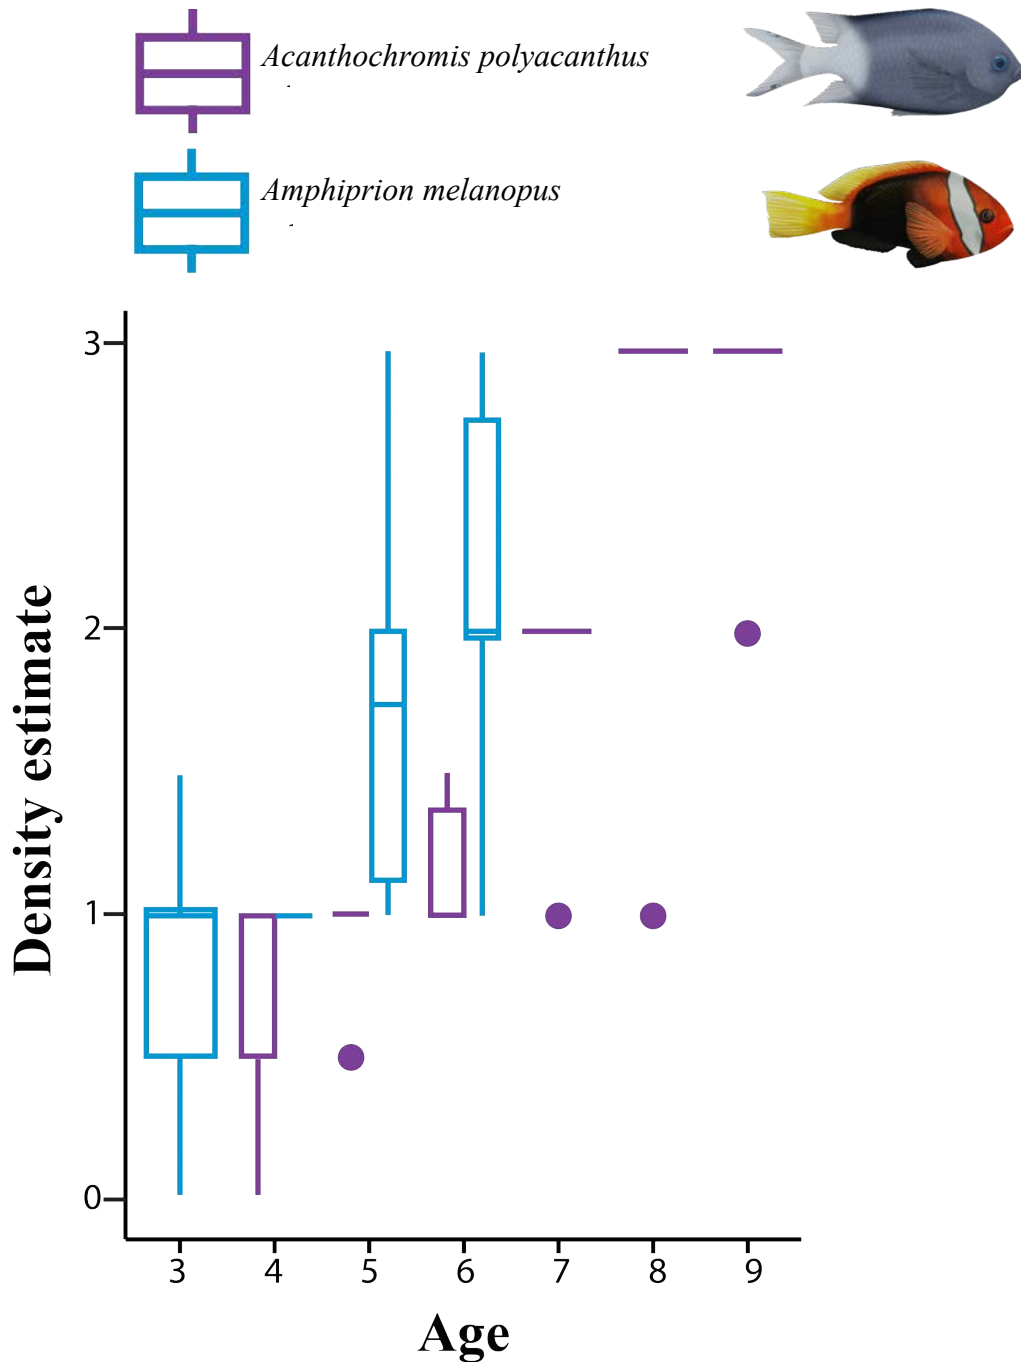 Acanthochromis polyacanthus
Amphiprion melanopus
Density estimate
3
2
1
0
3 4 5 6 7 8 9
Age